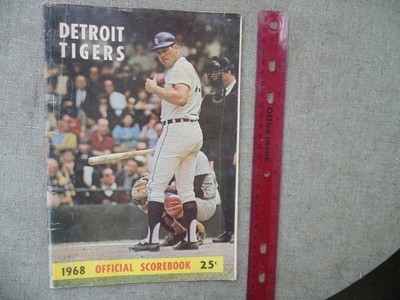 DETROIT
TIGERS
1968 OFFICIAL SCOREBOOK 25¢